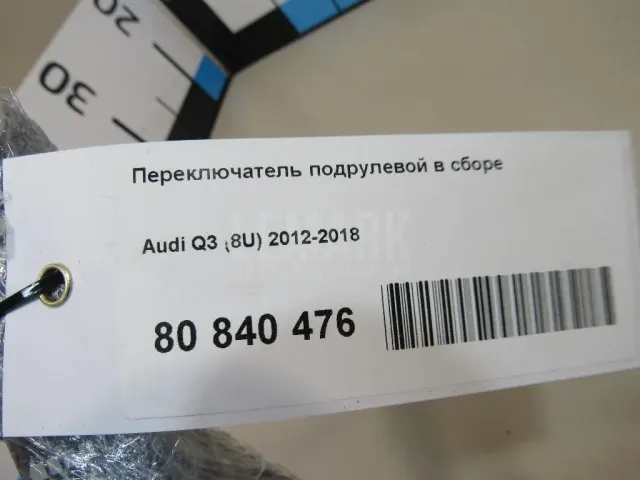 20
30
Переключатель подрулевой в сборе
Audi Q3 (8U) 2012-2018
80 840 476